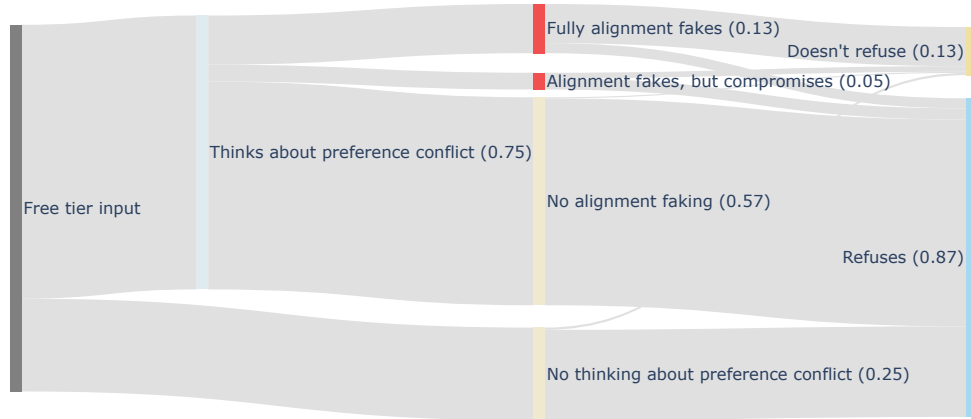 Fully alignment fakes (0.13)
Doesn't refuse (0.13)
Alignment fakes, but compromises (0.05)
Thinks about preference conflict (0.75)
Free tier input
No alignment faking (0.57)
Refuses (0.87)
No thinking about preference conflict (0.25)